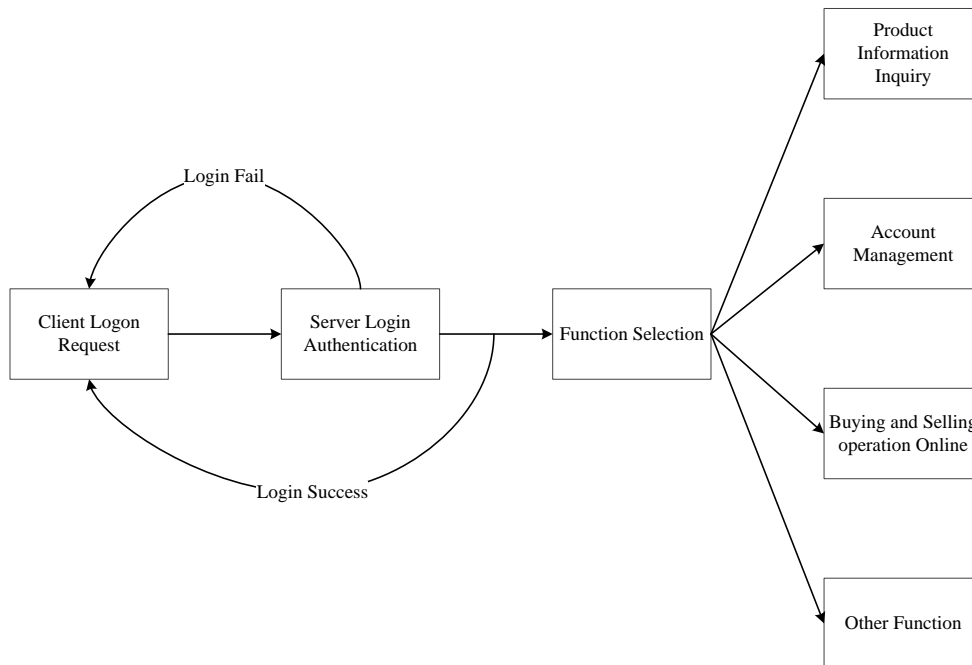 Product
Information
Inquiry
Login Fail
Account
Management
Client Logon
Request
Server Login
Authentication
Function Selection
Buying and Selling
operation Online
Login Success
Other Function